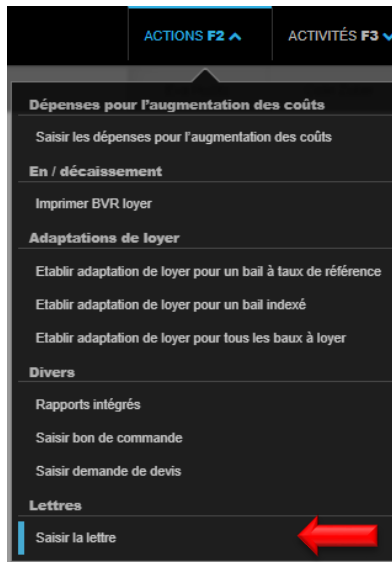 ACTIONS F2 ACTIVITÉS F3
Dépenses pour l'augmentation des coûts
Saisir les dépenses pour l'augmentation des coûts
En / décaissement
Imprimer BVR loyer
Adaptations de loyer
Etablir adaptation de loyer pour un bail à taux de référence
Etablir adaptation de loyer pour un bail indexé
Etablir adaptation de loyer pour tous les baux à loyer
Divers
Rapports intégrés
Saisir bon de commande
Saisir demande de devis
Lettres
Saisir la lettre